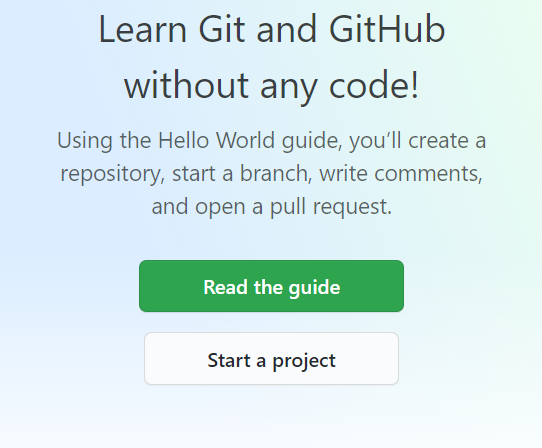 Learn Git and GitHub
without any code!
Using the Hello World guide, you’ll create a
repository, start a branch, write comments,
and open a pull request.
Read the guide
Start a project